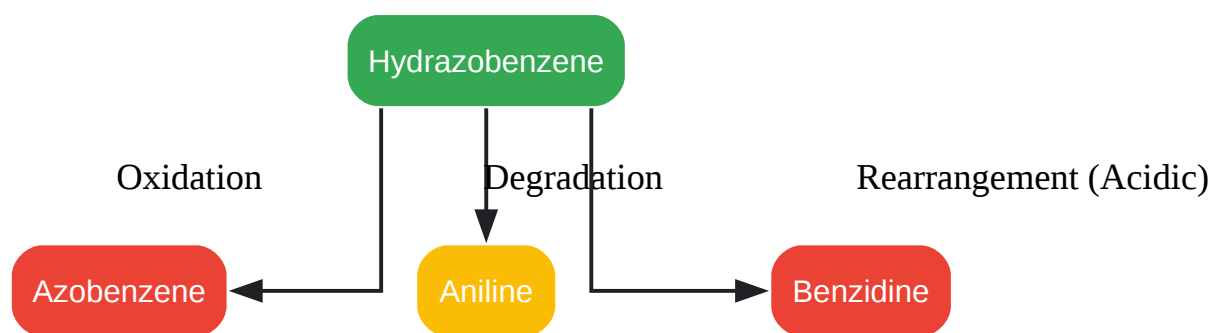 Hydrazobenzene
Oxidation Degradation Rearrangement (Acidic)
Azobenzene Aniline Benzidine